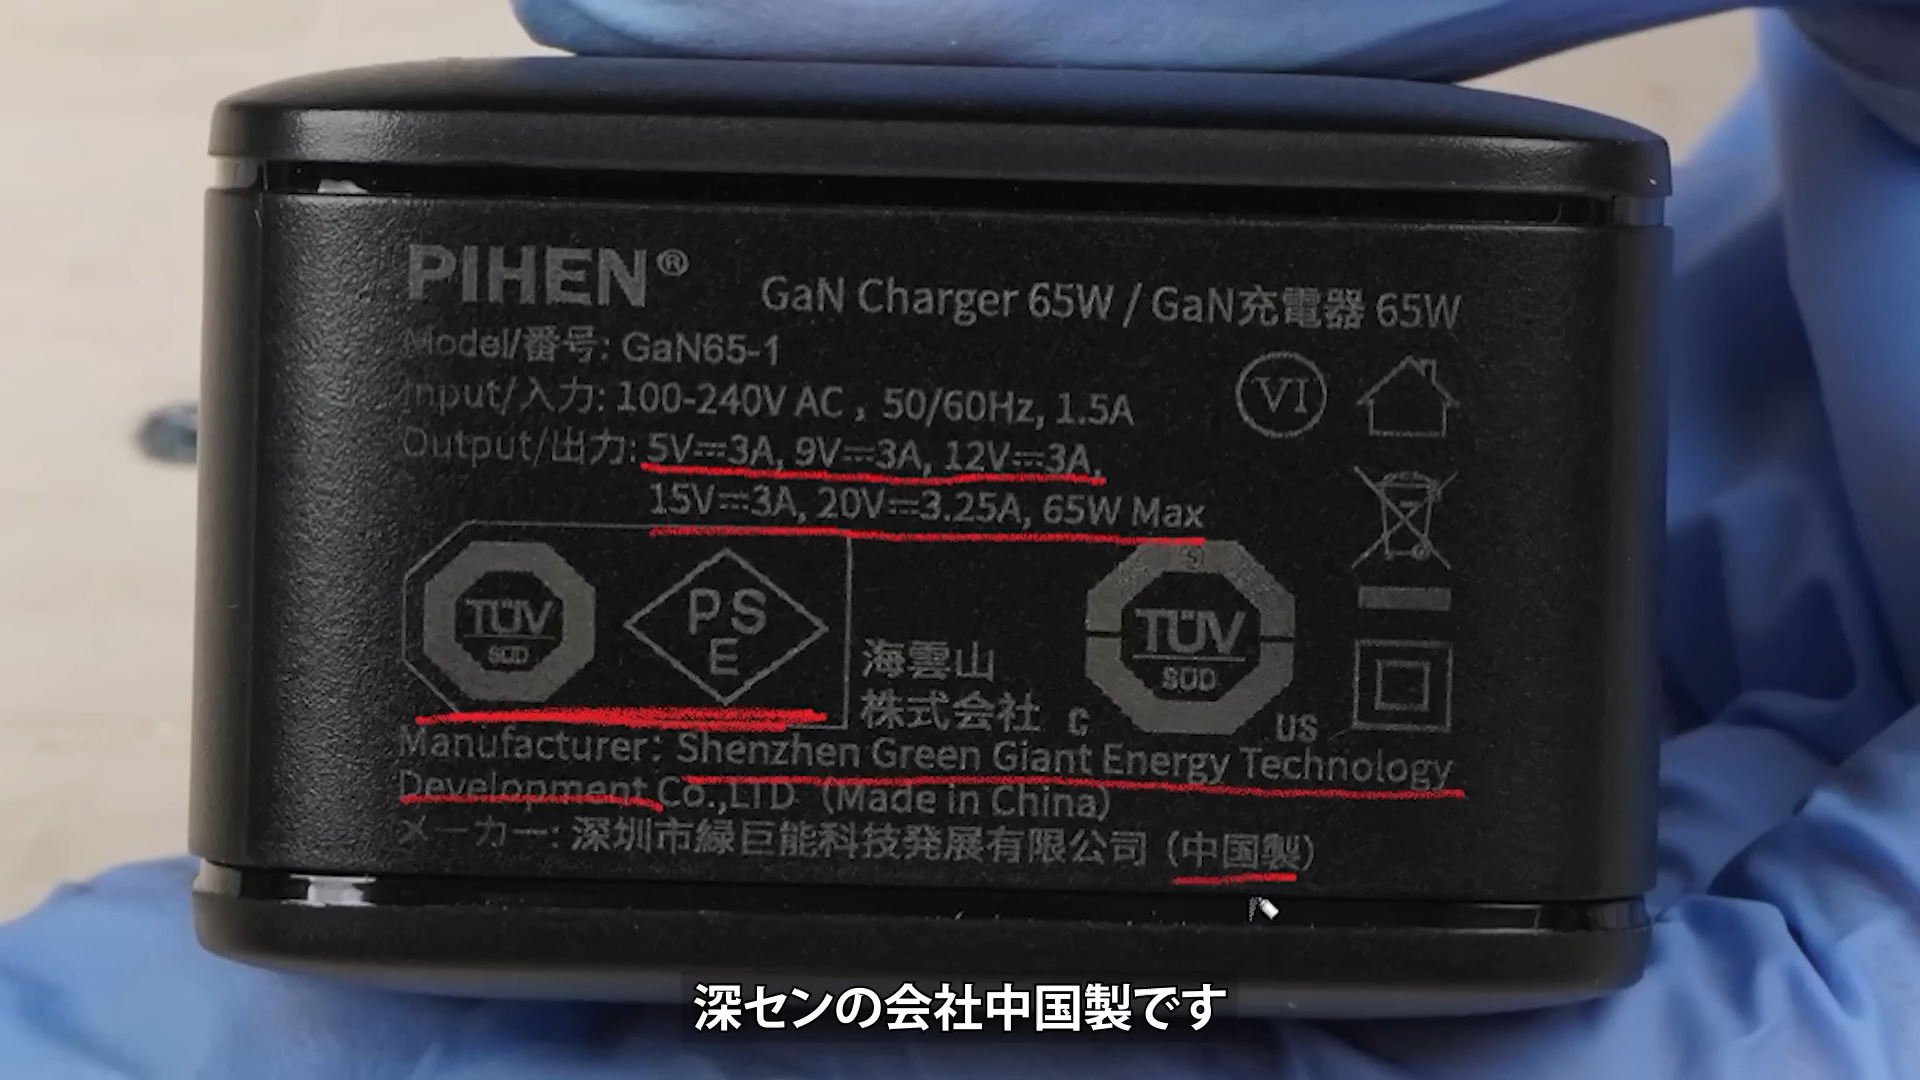 PIHEN®
GaN Charger 65W / GaN充電器 65W
Model/番号: GaN65-1
Input/入力: 100-240V AC , 50/60Hz, 1.5A
VI
Output/出力: 5V⎓3A, 9V⎓3A, 12V⎓3A,
15V⎓3A, 20V⎓3.25A, 65W Max
TÜV
SÜD
PS
E
海雲山
株式会社
C
TÜV
SÜD
US
Manufacturer: Shenzhen Green Giant Energy Technology
Development Co.,LTD (Made in China)
メーカー: 深圳市緑巨能科技発展有限公司 (中国製)
深センの会社中国製です